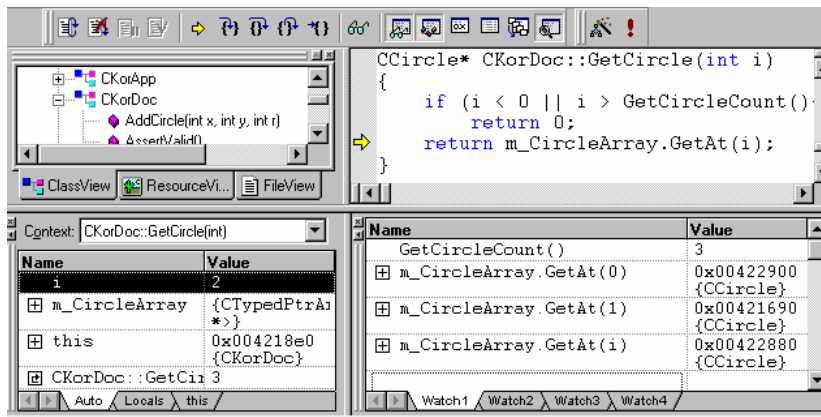 CKorApp
CKorDoc
AddCircle(int x, int y, int r)
AssertValid()
ClassView ResourceVi... FileView
CCircle* CKorDoc::GetCircle(int i)
{
if (i < 0 || i > GetCircleCount()
return 0;
return m_CircleArray.GetAt(i);
}
Context: CKorDoc::GetCircle(int)
Name Value
i 2
m_CircleArray {CTypedPtrAr
*>}
this 0x004218e0
{CKorDoc}
CKorDoc::GetCir 3
Auto Locals this
Name Value
GetCircleCount() 3
m_CircleArray.GetAt(0) 0x00422900
{CCircle}
m_CircleArray.GetAt(1) 0x00421690
{CCircle}
m_CircleArray.GetAt(i) 0x00422880
{CCircle}
Watch1 Watch2 Watch3 Watch4